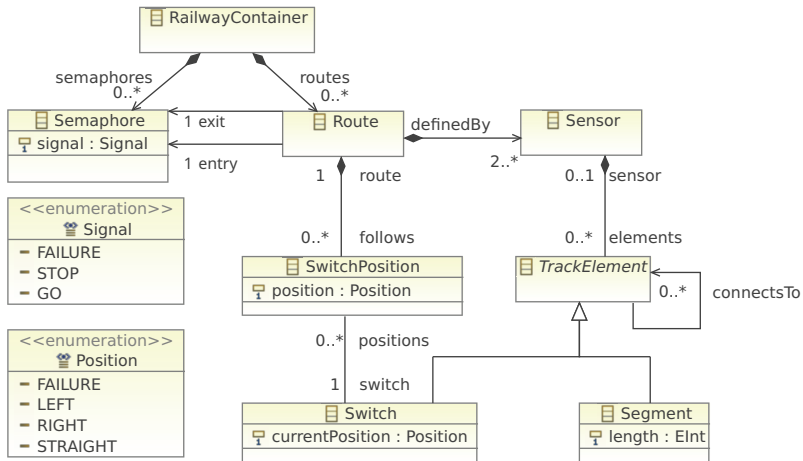 RailwayContainer
semaphores
0..*
routes
0..*
Semaphore
signal : Signal
1 exit
1 entry
Route
definedBy
2..*
Sensor
1 route
0..1 sensor
<<enumeration>>
Signal
FAILURE
STOP
GO
0..* follows
0..* elements
SwitchPosition
position : Position
TrackElement
0..*
connectsTo
<<enumeration>>
Position
FAILURE
LEFT
RIGHT
STRAIGHT
0..* positions
1 switch
Switch
currentPosition : Position
Segment
length : EInt